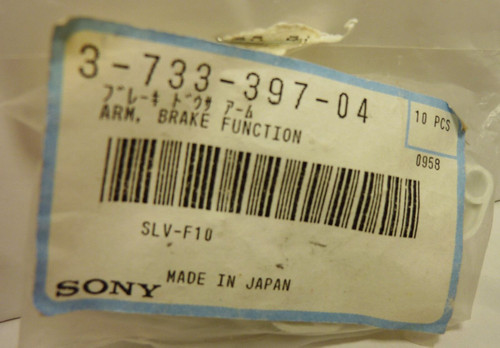 3-733-397-04
ブレーキ ドウサ アーム
ARM, BRAKE FUNCTION
10 PCS
0958
SLV-F10
SONY MADE IN JAPAN